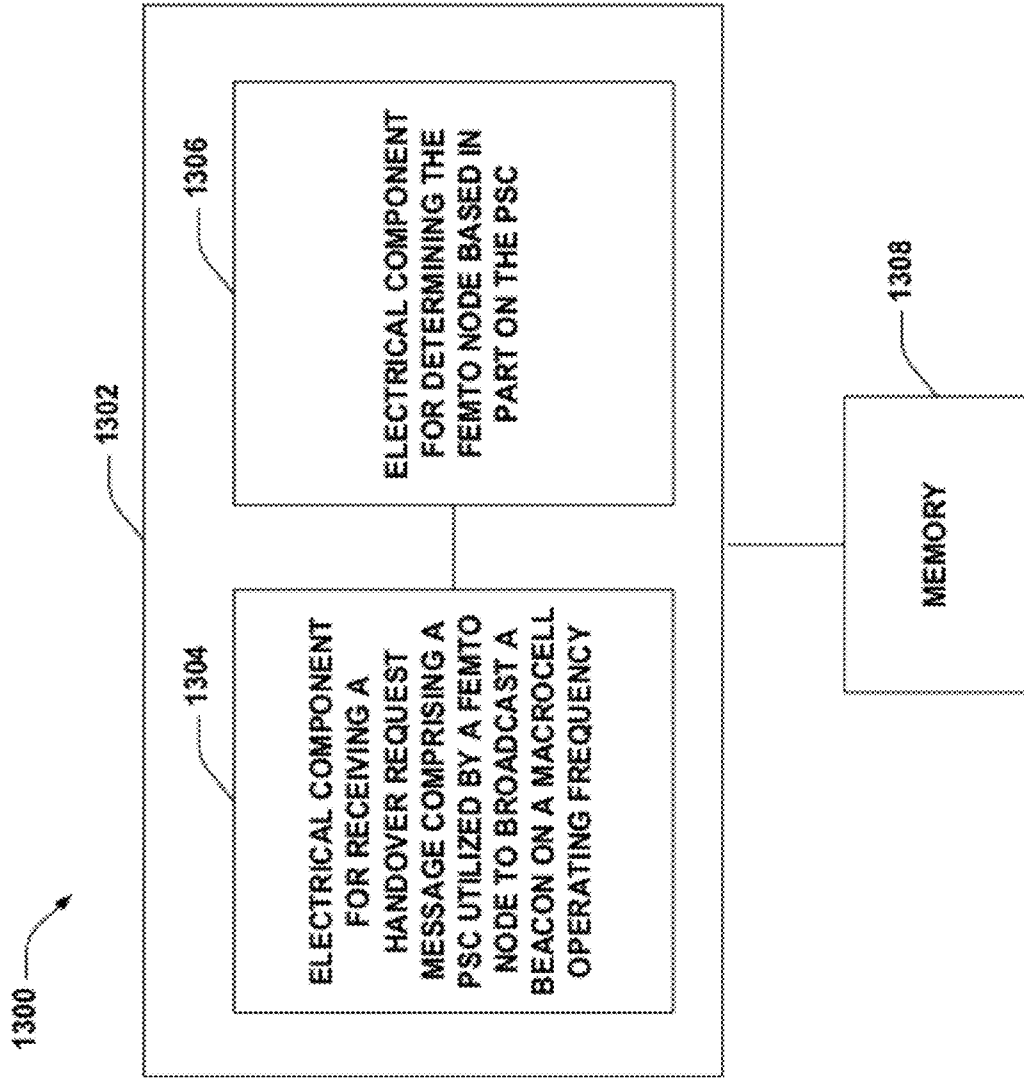 1300
1302
1304
ELECTRICAL COMPONENT
FOR RECEIVING A
HANDOVER REQUEST
MESSAGE COMPRISING A
PSC UTILIZED BY A FEMTO
NODE TO BROADCAST A
BEACON ON A MACROCELL
OPERATING FREQUENCY
1306
ELECTRICAL COMPONENT
FOR DETERMINING THE
FEMTO NODE BASED IN
PART ON THE PSC
1308
MEMORY